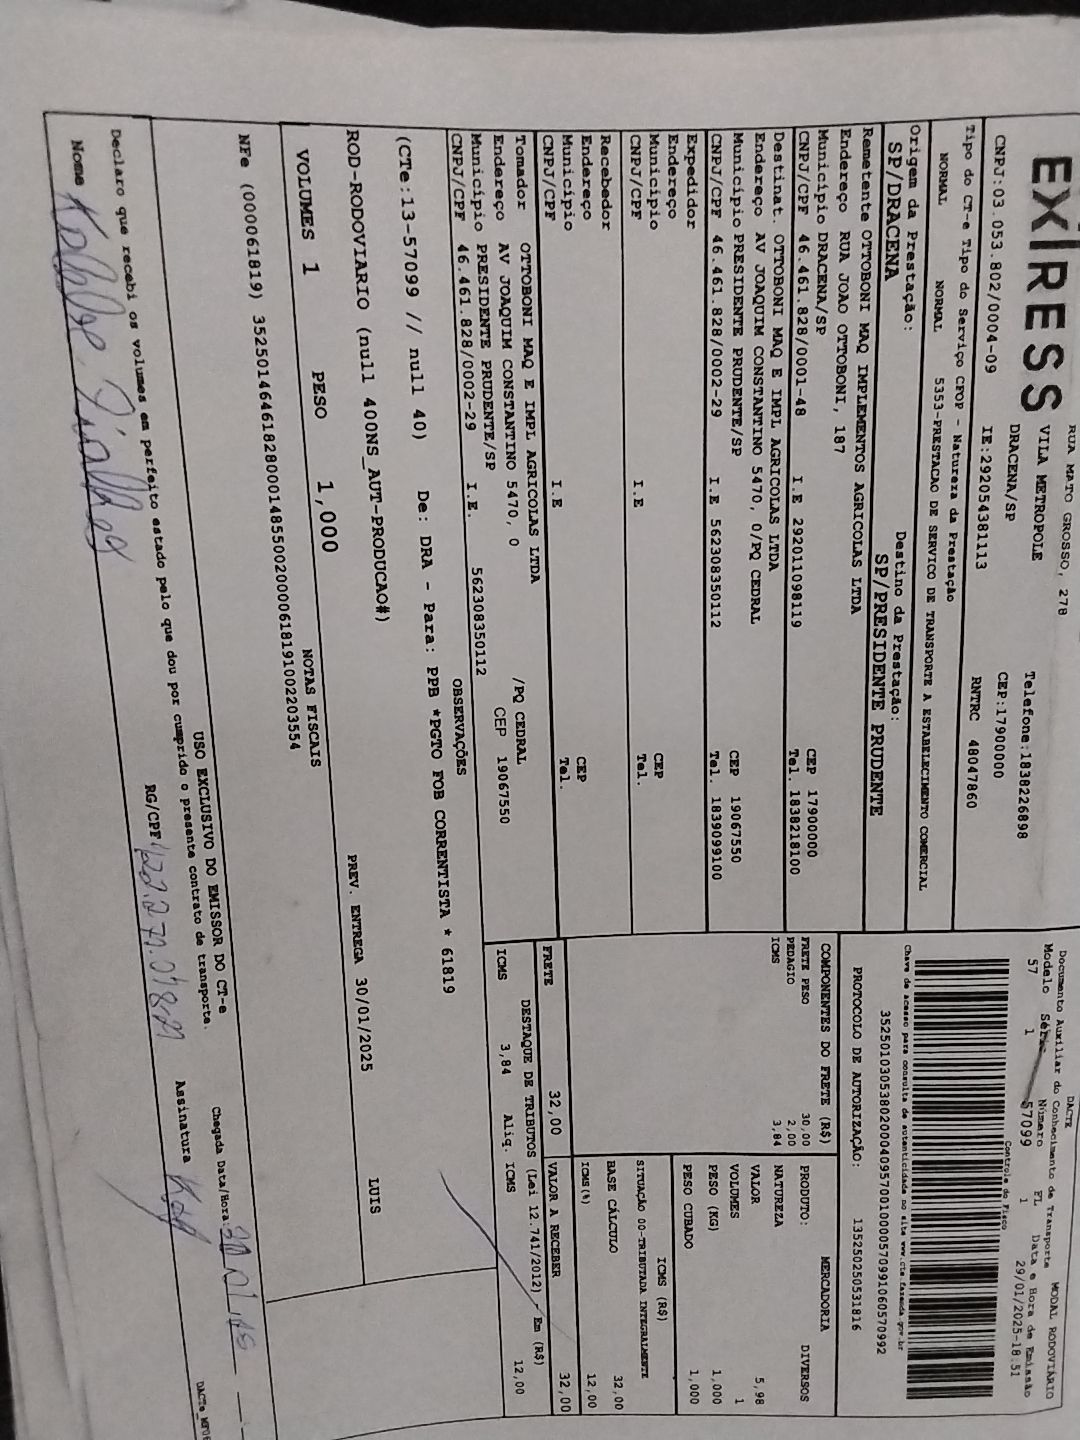 EXPRESS
RUA MATO GROSSO, 278
VILA METROPOLE
DRACENA/SP
Telefone:1838226898
CEP:17900000
CNPJ:03.053.802/0004-09 IE:292054381113 RNTRC 48047860
Tipo do CT-e Tipo do Serviço CFOP - Natureza da Prestação
NORMAL NORMAL 5353-PRESTACAO DE SERVICO DE TRANSPORTE A ESTABELECIMENTO COMERCIAL
Origem da Prestação: Destino da Prestação:
SP/DRACENA SP/PRESIDENTE PRUDENTE
Remetente OTTOBONI MAQ IMPLEMENTOS AGRICOLAS LTDA
Endereço RUA JOAO OTTOBONI, 187
Município DRACENA/SP CEP 17900000
CNPJ/CPF 46.461.828/0001-48 I.E 292011098119 Tel. 1838218100
Destinat. OTTOBONI MAQ E IMPL AGRICOLAS LTDA
Endereço AV JOAQUIM CONSTANTINO 5470, 0/PQ CEDRAL
Município PRESIDENTE PRUDENTE/SP CEP 19067550
CNPJ/CPF 46.461.828/0002-29 I.E 562308350112 Tel. 1839099100
Expedidor
Endereço
Município CEP
CNPJ/CPF I.E Tel.
Recebedor
Endereço
Município CEP
CNPJ/CPF I.E Tel.
Tomador OTTOBONI MAQ E IMPL AGRICOLAS LTDA
Endereço AV JOAQUIM CONSTANTINO 5470, 0 /PQ CEDRAL
Município PRESIDENTE PRUDENTE/SP CEP 19067550
CNPJ/CPF 46.461.828/0002-29 I.E. 562308350112
DACTE MODAL RODOVIÁRIO
Documento Auxiliar do Conhecimento de Transporte
Modelo Série Número FL Data e Hora de Emissão
57 1 57099 1 29/01/2025-18:51
Controle do Fisco
Chave de acesso para consulta de autenticidade no site www.cte.fazenda.gov.br
35250103053802000409570010000570991060570992
PROTOCOLO DE AUTORIZAÇÃO: 135250250531816
COMPONENTES DO FRETE (R$)
FRETE PESO 30,00
PEDAGIO 2,00
ICMS 3,84
FRETE 32,00
PRODUTO: MERCADORIA
NATUREZA DIVERSOS
VALOR 5,98
VOLUMES 1
PESO (KG) 1,000
PESO CUBADO 1,000
ICMS (R$)
SITUAÇÃO 00-TRIBUTADA INTEGRALMENTE
BASE CÁLCULO 32,00
ICMS(%) 12,00
VALOR A RECEBER 32,00
DESTAQUE DE TRIBUTOS (Lei 12.741/2012) - Em (R$)
ICMS 3,84 Aliq. ICMS 12,00
OBSERVAÇÕES
(CTe:13-57099 // null 40) De: DRA - Para: PPB *PGTO FOB CORRENTISTA * 61819
ROD-RODOVIARIO (null 400NS_AUT-PRODUCAO#) PREV. ENTREGA 30/01/2025 LUIS
VOLUMES 1 PESO 1,000
NOTAS FISCAIS
NFe (000061819) 35250146461828000148550020000618191002203554
USO EXCLUSIVO DO EMISSOR DO CT-e
Declaro que recebi os volumes em perfeito estado pelo que dou por cumprido o presente contrato de transporte.
Chegada Data/Hora:
Nome RG/CPF Assinatura